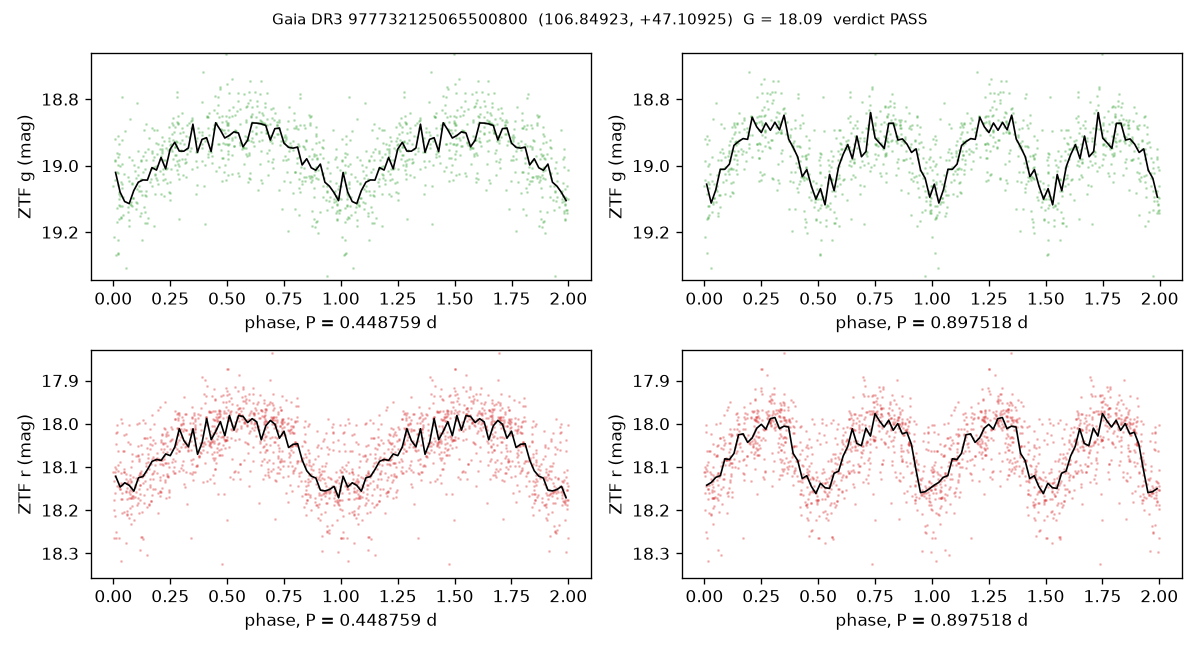 Gaia DR3 977732125065500800  (106.84923, +47.10925)  G = 18.09  verdict PASS
ZTF g (mag)
18.8
19.0
19.2
0.00 0.25 0.50 0.75 1.00 1.25 1.50 1.75 2.00
phase, P = 0.448759 d
ZTF g (mag)
18.8
19.0
19.2
0.00 0.25 0.50 0.75 1.00 1.25 1.50 1.75 2.00
phase, P = 0.897518 d
ZTF r (mag)
17.9
18.0
18.1
18.2
18.3
0.00 0.25 0.50 0.75 1.00 1.25 1.50 1.75 2.00
phase, P = 0.448759 d
ZTF r (mag)
17.9
18.0
18.1
18.2
18.3
0.00 0.25 0.50 0.75 1.00 1.25 1.50 1.75 2.00
phase, P = 0.897518 d